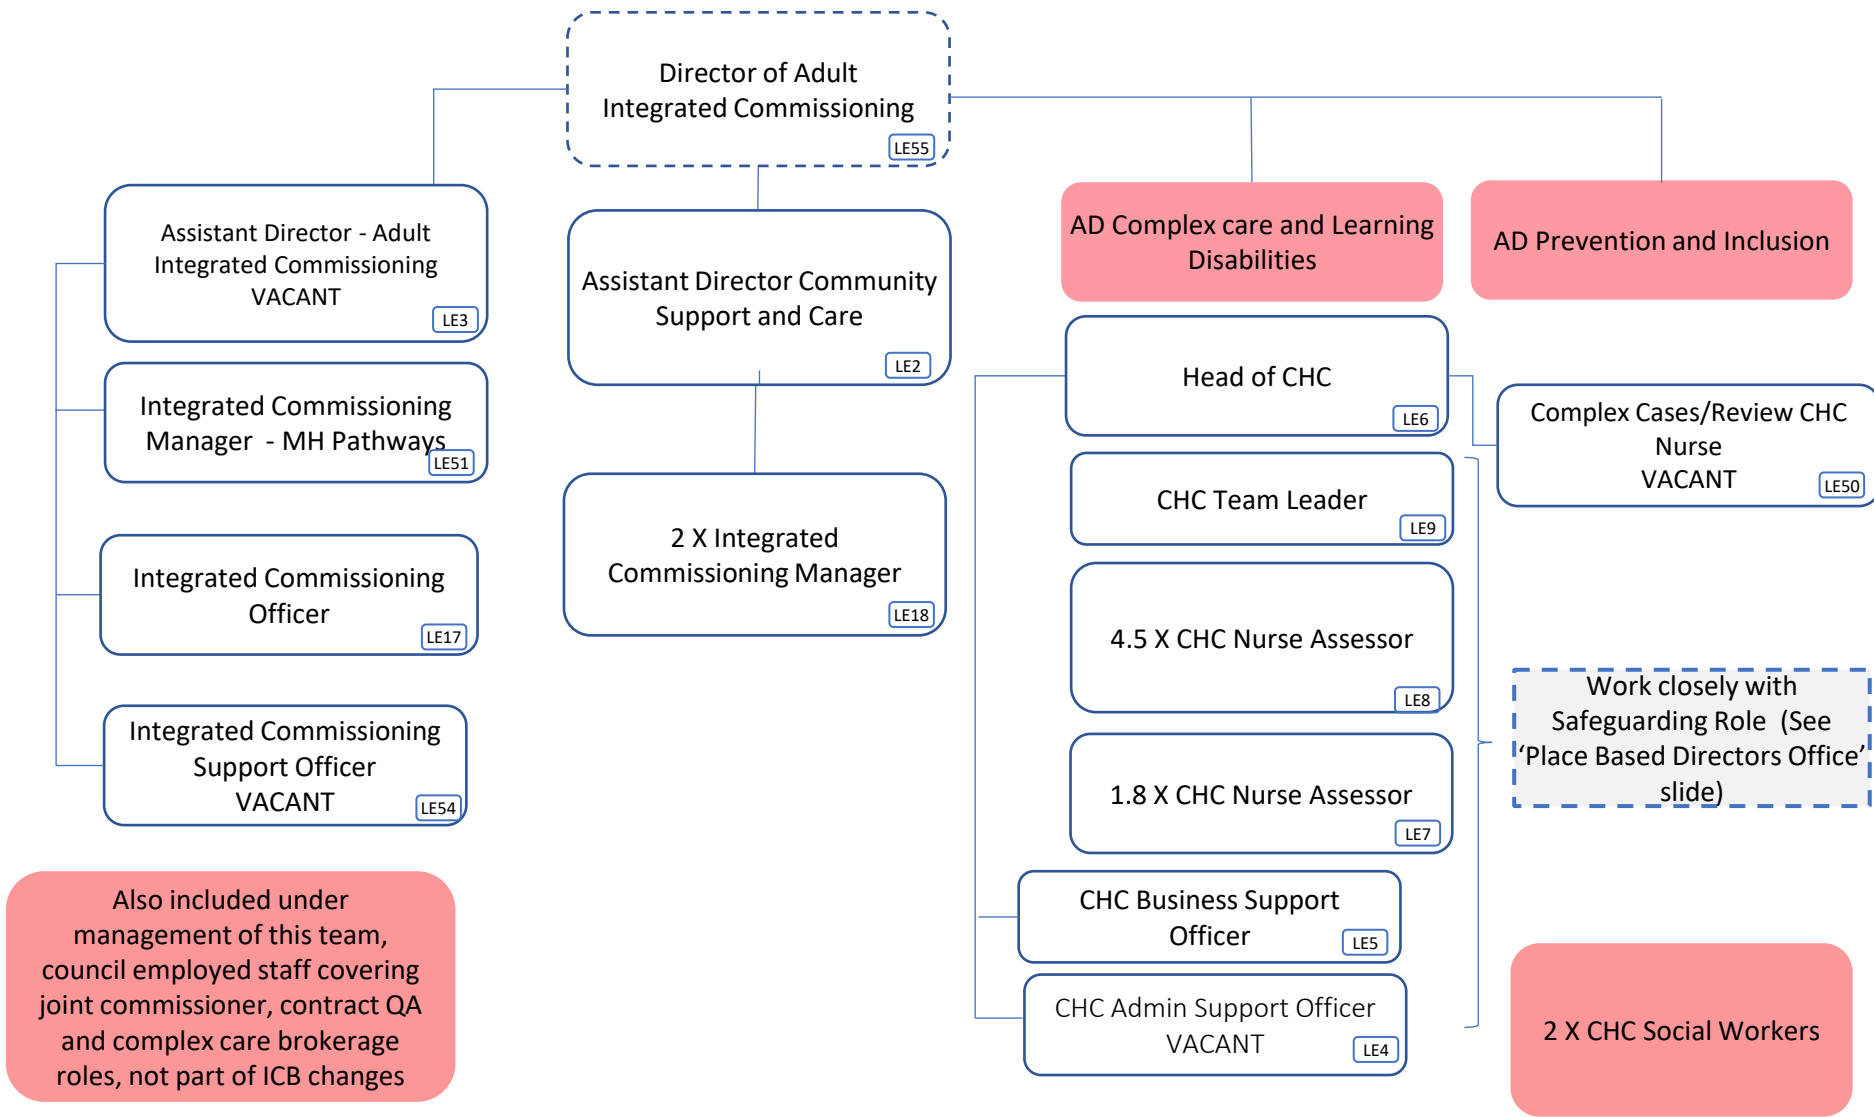 Director of Adult
Integrated Commissioning
LE55
Assistant Director - Adult
Integrated Commissioning
VACANT
LE3
Integrated Commissioning
Manager - MH Pathways
LE51
Integrated Commissioning
Officer
LE17
Integrated Commissioning
Support Officer
VACANT
LE54
Also included under
management of this team,
council employed staff covering
joint commissioner, contract QA
and complex care brokerage
roles, not part of ICB changes
Assistant Director Community
Support and Care
LE2
2 X Integrated
Commissioning Manager
LE18
AD Complex care and Learning
Disabilities
AD Prevention and Inclusion
Head of CHC
LE6
Complex Cases/Review CHC
Nurse
VACANT
LE50
CHC Team Leader
LE9
4.5 X CHC Nurse Assessor
LE8
1.8 X CHC Nurse Assessor
LE7
CHC Business Support
Officer
LE5
CHC Admin Support Officer
VACANT
LE4
Work closely with
Safeguarding Role (See
‘Place Based Directors Office’
slide)
2 X CHC Social Workers